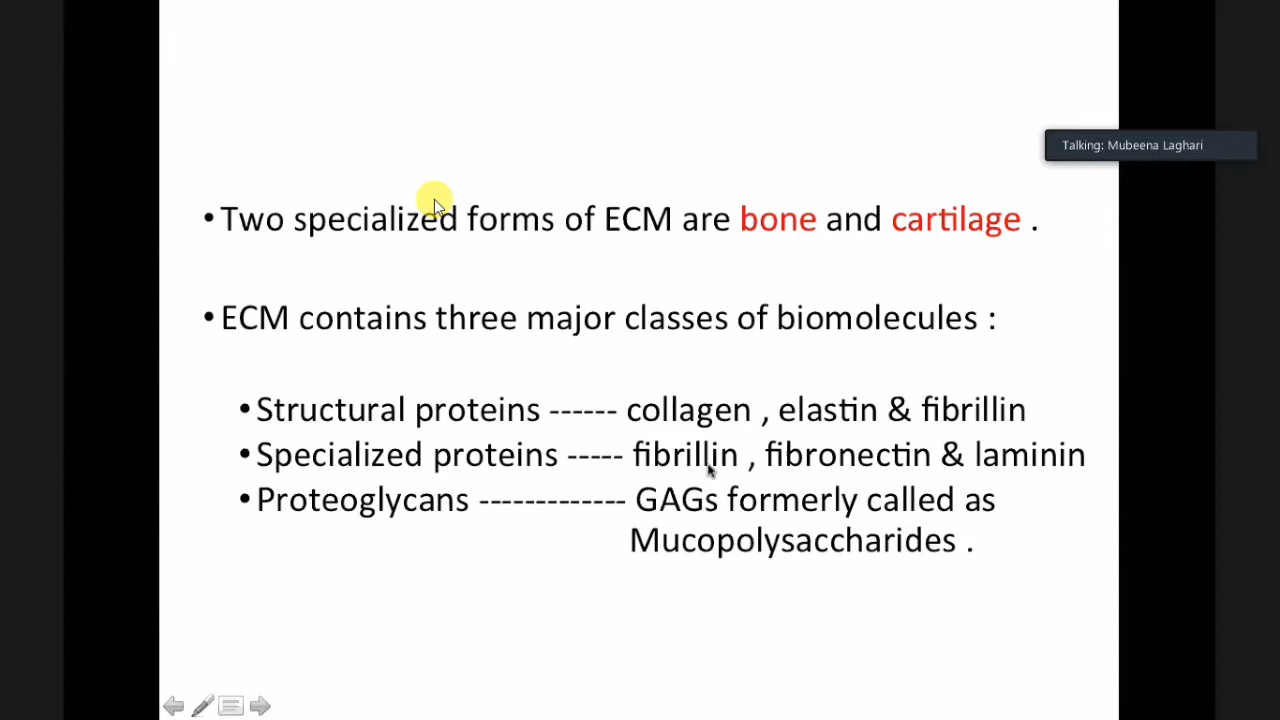 Talking: Mubeena Laghari
• Two specialized forms of ECM are bone and cartilage .
• ECM contains three major classes of biomolecules :
• Structural proteins ------ collagen , elastin & fibrillin
• Specialized proteins ----- fibrillin , fibronectin & laminin
• Proteoglycans ------------- GAGs formerly called as
Mucopolysaccharides .